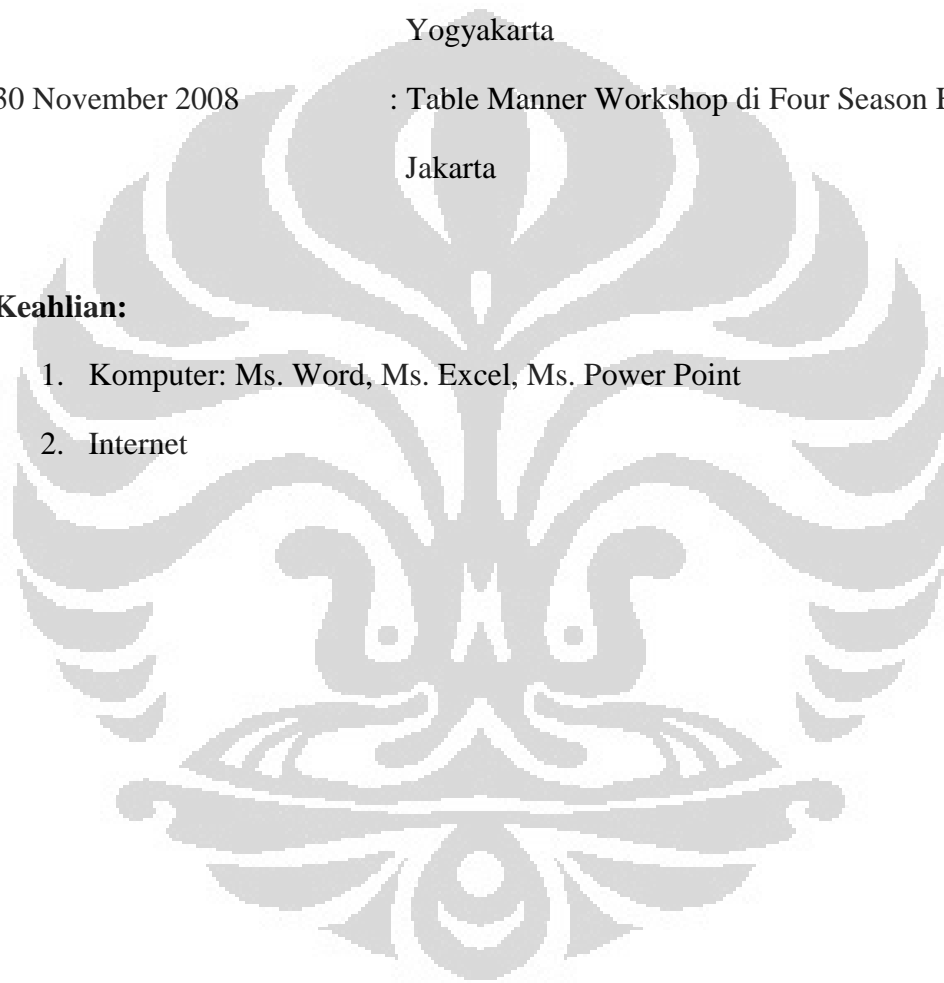 Yogyakarta
30 November 2008 : Table Manner Workshop di Four Season
Jakarta
Keahlian:
1. Komputer: Ms. Word, Ms. Excel, Ms. Power Point
2. Internet